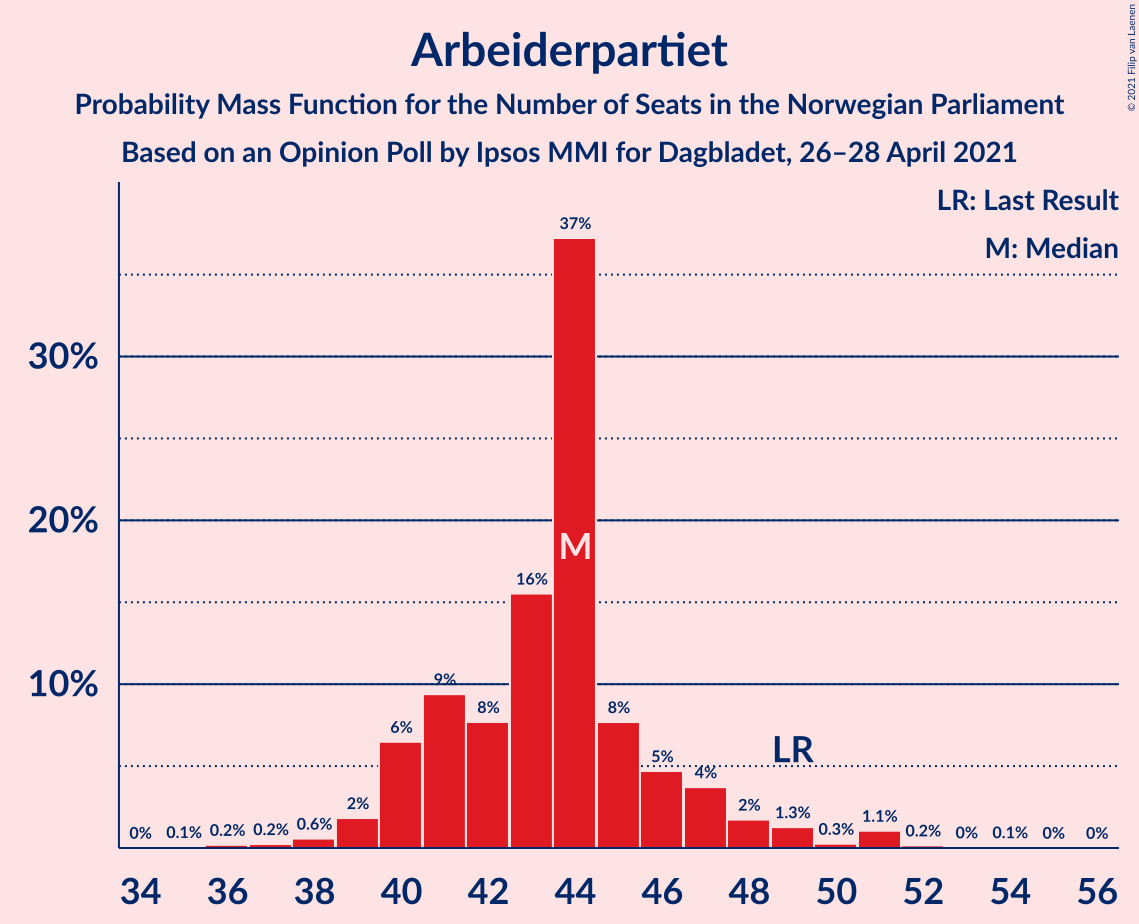 Arbeiderpartiet
Probability Mass Function for the Number of Seats in the Norwegian Parliament
Based on an Opinion Poll by Ipsos MMI for Dagbladet, 26–28 April 2021
© 2021 Filip van Laenen
LR: Last Result
M: Median
30%
20%
10%
0%
0.1%
0.2%
0.2%
0.6%
2%
6%
9%
8%
16%
37%
M
8%
5%
4%
2%
LR
1.3%
0.3%
1.1%
0.2%
0%
0.1%
0%
0%
34 36 38 40 42 44 46 48 50 52 54 56